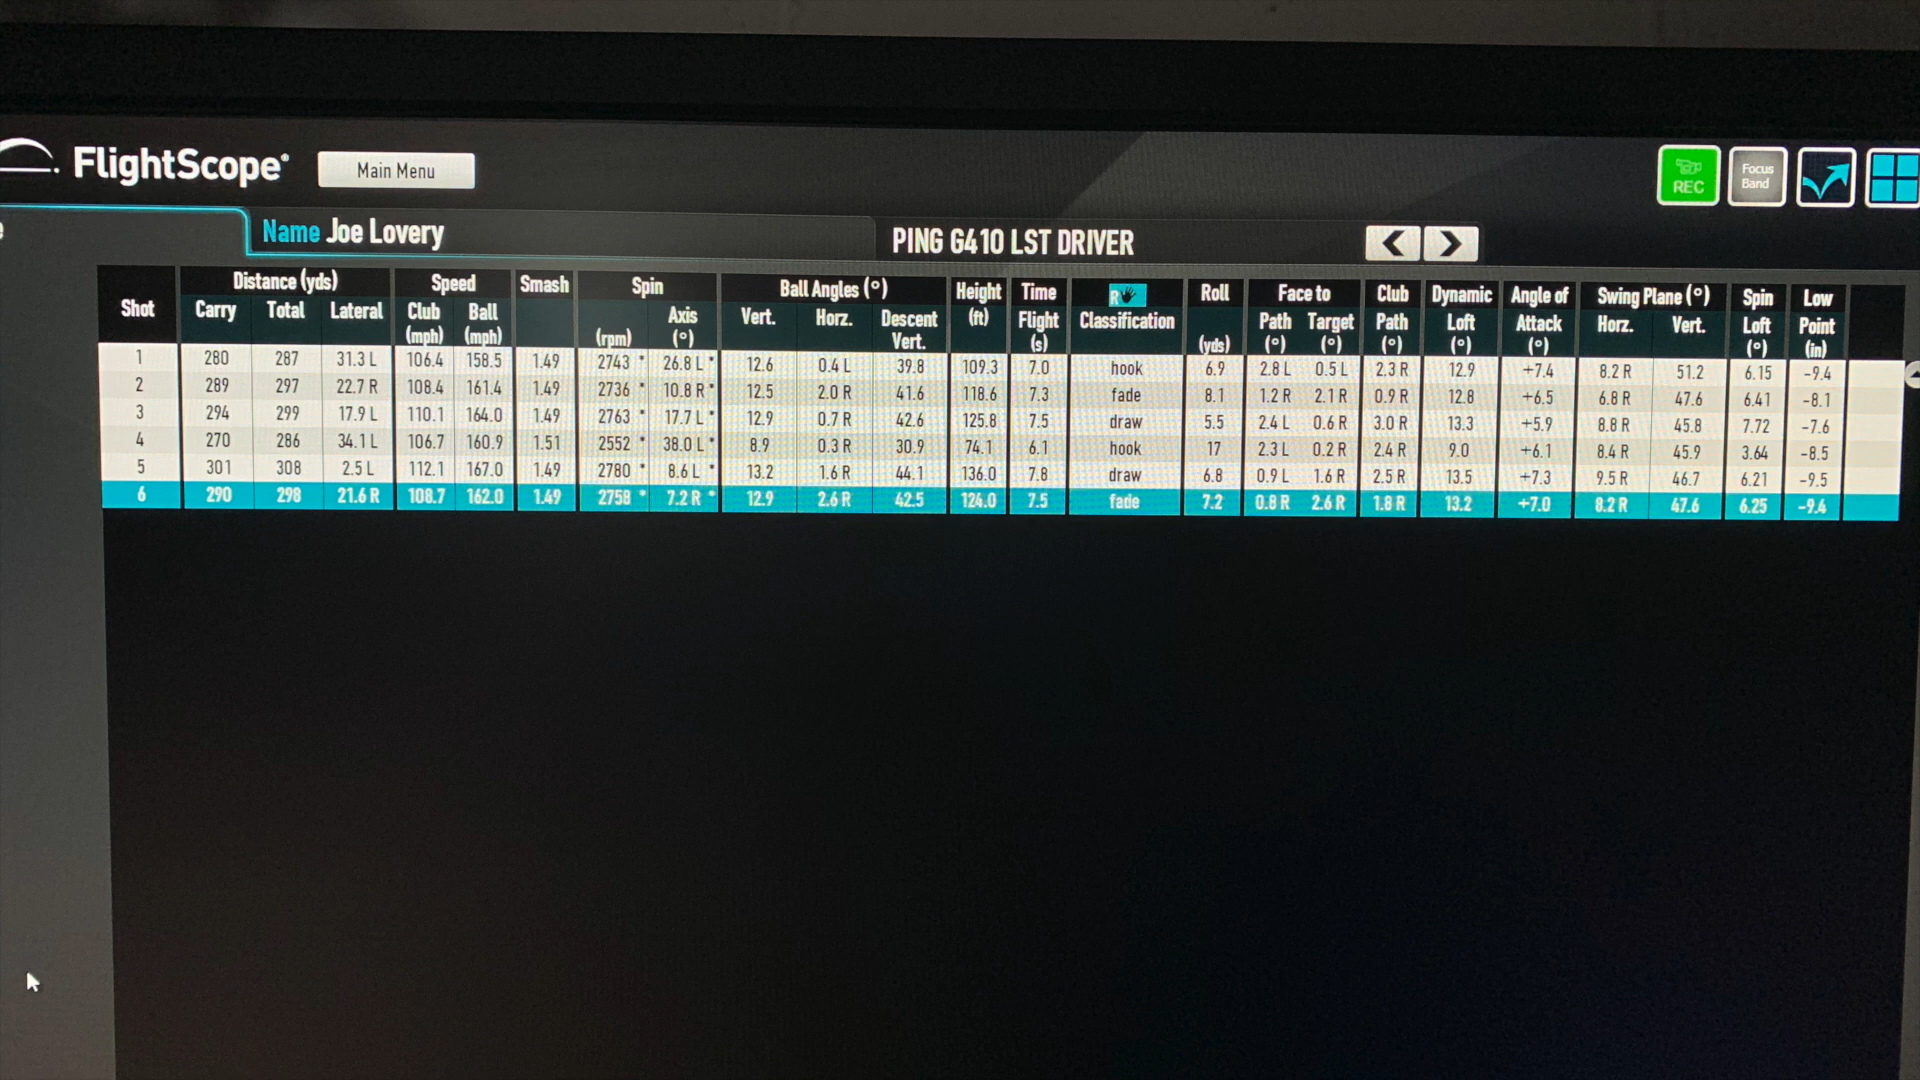 FlightScope®
Main Menu
REC
Focus Band
Name Joe Lovery
PING G410 LST DRIVER
Shot Distance (yds) Speed Smash Spin Ball Angles (°) Height (ft) Time Flight (s) R Classification Roll (yds) Face to Club Path (°) Dynamic Loft (°) Angle of Attack (°) Swing Plane (°) Spin Loft (°) Low Point (in)
Carry Total Lateral Club (mph) Ball (mph) (rpm) Axis (°) Vert. Horz. Descent Vert. Path (°) Target (°) Horz. Vert.
1 280 287 31.3 L 106.4 158.5 1.49 2743 * 26.8 L * 12.6 0.4 L 39.8 109.3 7.0 hook 6.9 2.8 L 0.5 L 2.3 R 12.9 +7.4 8.2 R 51.2 6.15 -9.4
2 289 297 22.7 R 108.4 161.4 1.49 2736 * 10.8 R * 12.5 2.0 R 41.6 118.6 7.3 fade 8.1 1.2 R 2.1 R 0.9 R 12.8 +6.5 6.8 R 47.6 6.41 -8.1
3 294 299 17.9 L 110.1 164.0 1.49 2763 * 17.7 L * 12.9 0.7 R 42.6 125.8 7.5 draw 5.5 2.4 L 0.6 R 3.0 R 13.3 +5.9 8.8 R 45.8 7.72 -7.6
4 270 286 34.1 L 106.7 160.9 1.51 2552 * 38.0 L * 8.9 0.3 R 30.9 74.1 6.1 hook 17 2.3 L 0.2 R 2.4 R 9.0 +6.1 8.4 R 45.9 3.64 -8.5
5 301 308 2.5 L 112.1 167.0 1.49 2780 * 8.6 L * 13.2 1.6 R 44.1 136.0 7.8 draw 6.8 0.9 L 1.6 R 2.5 R 13.5 +7.3 9.5 R 46.7 6.21 -9.5
6 290 298 21.6 R 108.7 162.0 1.49 2758 * 7.2 R * 12.9 2.6 R 42.5 124.0 7.5 fade 7.2 0.8 R 2.6 R 1.8 R 13.2 +7.0 8.2 R 47.6 6.25 -9.4